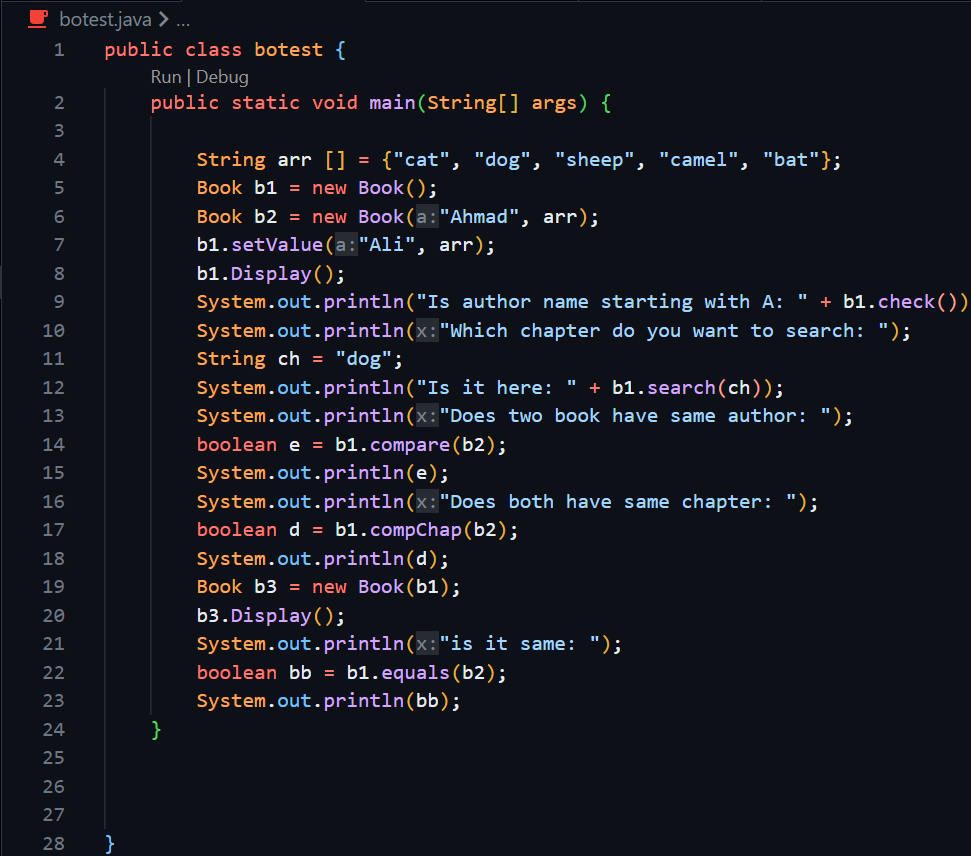 botest.java > ...
1 public class botest {
Run | Debug
2 public static void main(String[] args) {
3
4 String arr [] = {"cat", "dog", "sheep", "camel", "bat"};
5 Book b1 = new Book();
6 Book b2 = new Book(a:"Ahmad", arr);
7 b1.setValue(a:"Ali", arr);
8 b1.Display();
9 System.out.println("Is author name starting with A: " + b1.check())
10 System.out.println(x:"Which chapter do you want to search: ");
11 String ch = "dog";
12 System.out.println("Is it here: " + b1.search(ch));
13 System.out.println(x:"Does two book have same author: ");
14 boolean e = b1.compare(b2);
15 System.out.println(e);
16 System.out.println(x:"Does both have same chapter: ");
17 boolean d = b1.compChap(b2);
18 System.out.println(d);
19 Book b3 = new Book(b1);
20 b3.Display();
21 System.out.println(x:"is it same: ");
22 boolean bb = b1.equals(b2);
23 System.out.println(bb);
24 }
25
26
27
28 }